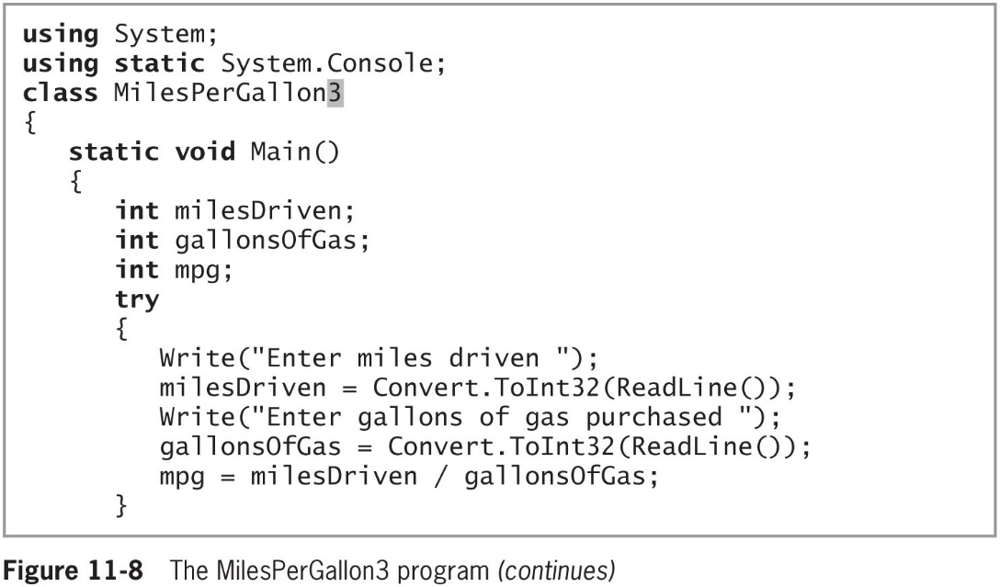 using System;
using static System.Console;
class MilesPerGallon3
{
   static void Main()
   {
      int milesDriven;
      int gallonsOfGas;
      int mpg;
      try
      {
         Write("Enter miles driven ");
         milesDriven = Convert.ToInt32(ReadLine());
         Write("Enter gallons of gas purchased ");
         gallonsOfGas = Convert.ToInt32(ReadLine());
         mpg = milesDriven / gallonsOfGas;
      }
Figure 11-8 The MilesPerGallon3 program (continues)